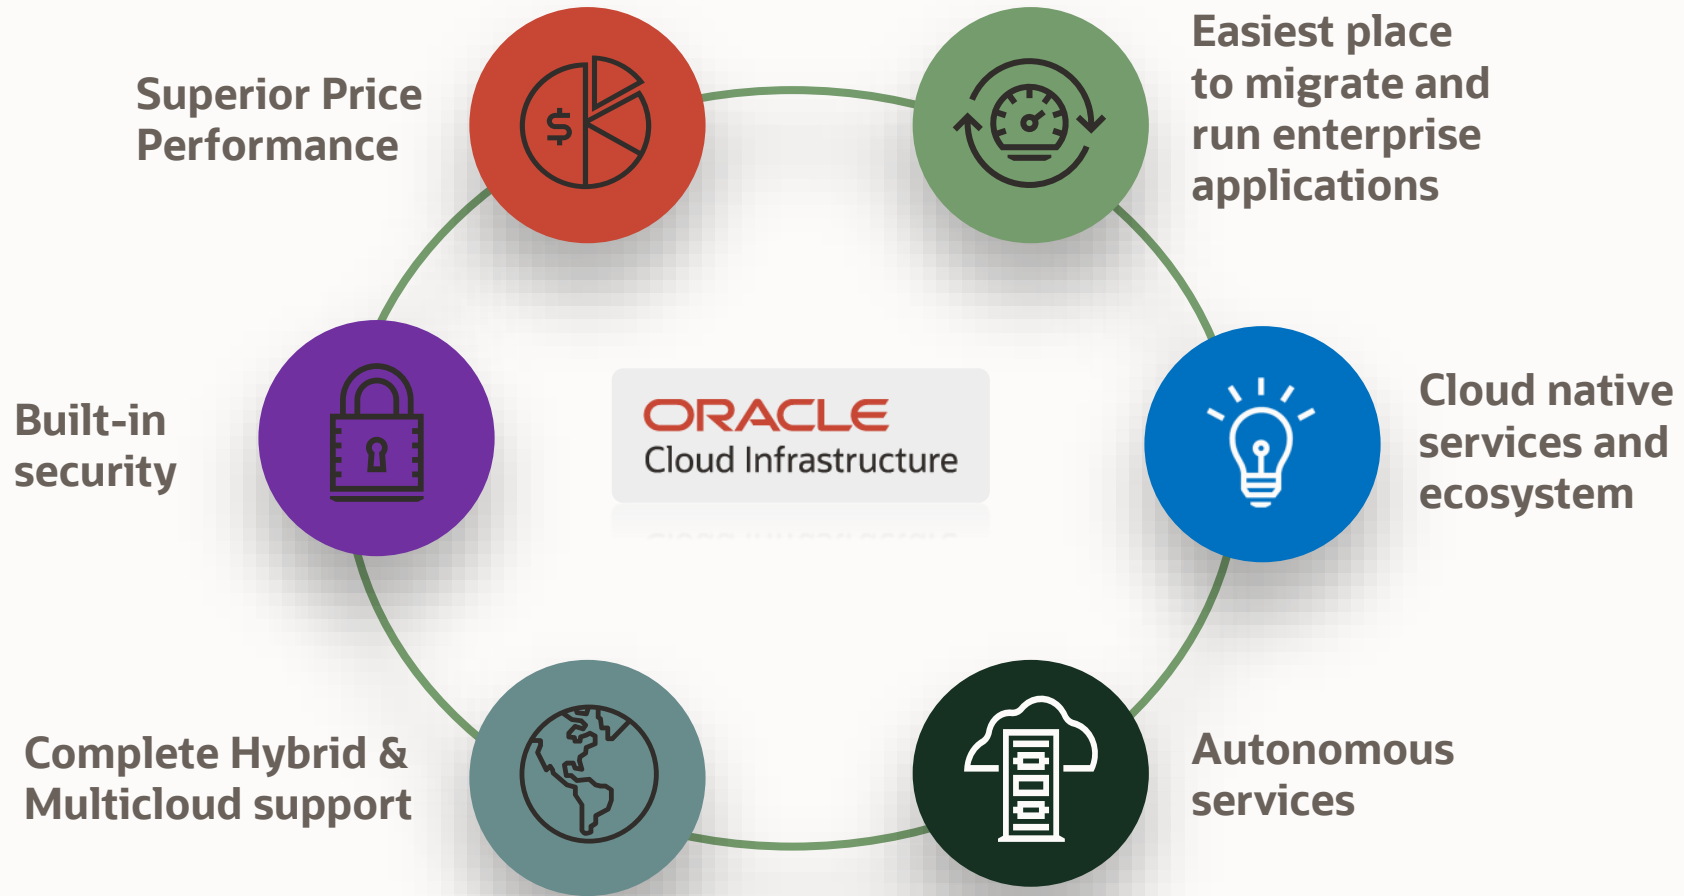 Superior Price
Performance
Easiest place
to migrate and
run enterprise
applications
$
Built-in
security
ORACLE
Cloud Infrastructure
Cloud native
services and
ecosystem
Complete Hybrid &
Multicloud support
Autonomous
services